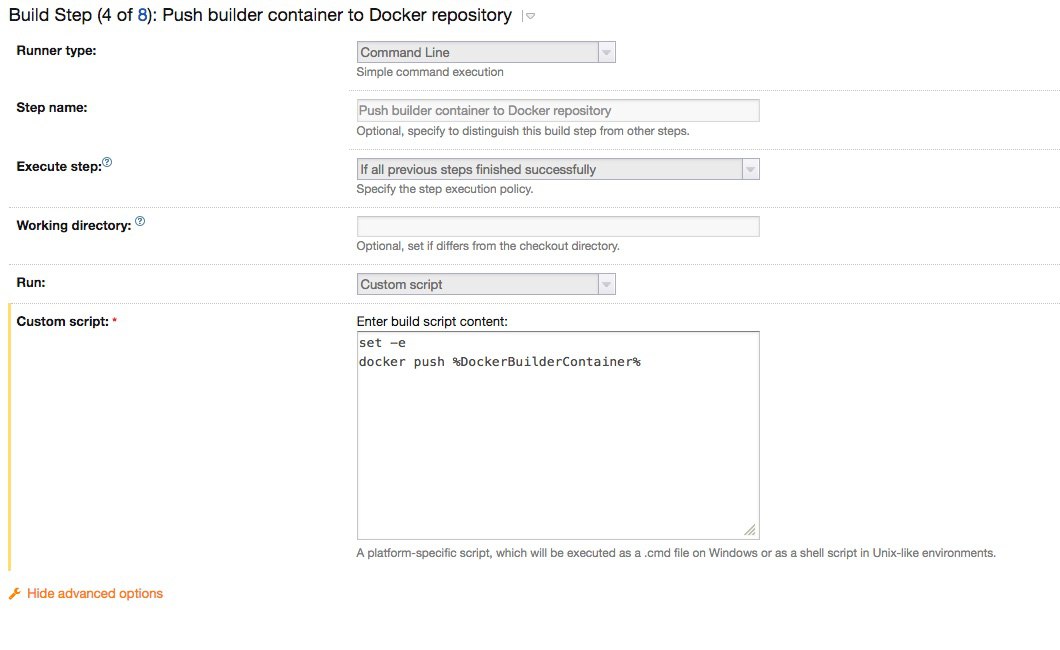 Build Step (4 of 8): Push builder container to Docker repository
Runner type:
Command Line
Simple command execution
Step name:
Push builder container to Docker repository
Optional, specify to distinguish this build step from other steps.
Execute step:?
If all previous steps finished successfully
Specify the step execution policy.
Working directory: ?
Optional, set if differs from the checkout directory.
Run:
Custom script
Custom script: *
Enter build script content:
set -e
docker push %DockerBuilderContainer%
A platform-specific script, which will be executed as a .cmd file on Windows or as a shell script in Unix-like environments.
Hide advanced options